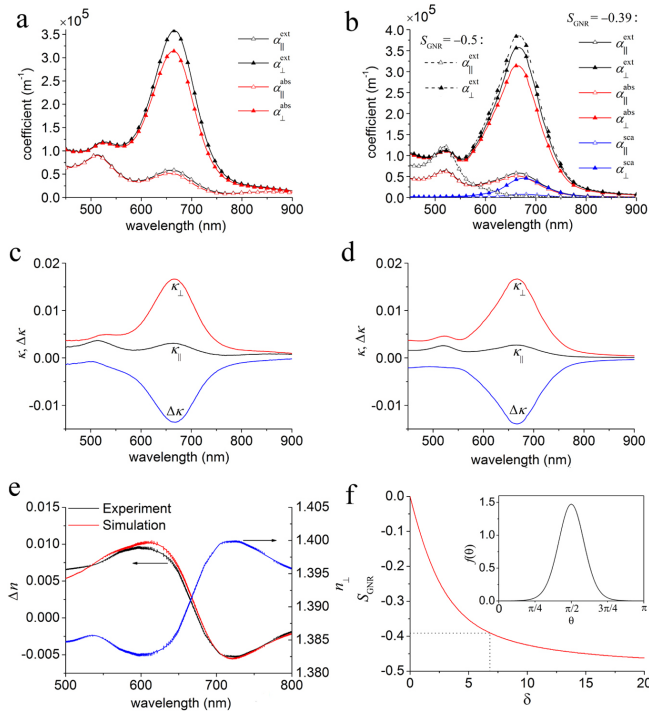 a
×10⁵
3.5
3.0
2.5
2.0
1.5
1.0
0.5
0.0
coefficient (m⁻¹)
α∥ᵉˣᵗ
α⊥ᵉˣᵗ
α∥ᵃᵇˢ
α⊥ᵃᵇˢ
500 600 700 800 900
wavelength (nm)
b
×10⁵
4.0
3.5
3.0
2.5
2.0
1.5
1.0
0.5
0.0
coefficient (m⁻¹)
S_GNR = −0.5 :
α∥ᵉˣᵗ
α⊥ᵉˣᵗ
S_GNR = −0.39 :
α∥ᵉˣᵗ
α⊥ᵉˣᵗ
α∥ᵃᵇˢ
α⊥ᵃᵇˢ
α∥ˢᶜᵃ
α⊥ˢᶜᵃ
500 600 700 800 900
wavelength (nm)
c
0.02
0.01
0.00
-0.01
κ, Δκ
κ⊥
κ∥
Δκ
500 600 700 800 900
wavelength (nm)
d
0.02
0.01
0.00
-0.01
κ, Δκ
κ⊥
κ∥
Δκ
500 600 700 800 900
wavelength (nm)
e
0.015
0.010
0.005
0.000
-0.005
Δn
Experiment
Simulation
1.405
1.400
1.395
1.390
1.385
1.380
n⊥
500 600 700 800
wavelength (nm)
f
0.0
-0.1
-0.2
-0.3
-0.4
-0.5
S_GNR
0 5 10 15 20
δ
1.5
1.0
0.5
0.0
f(θ)
0 π/4 π/2 3π/4 π
θ